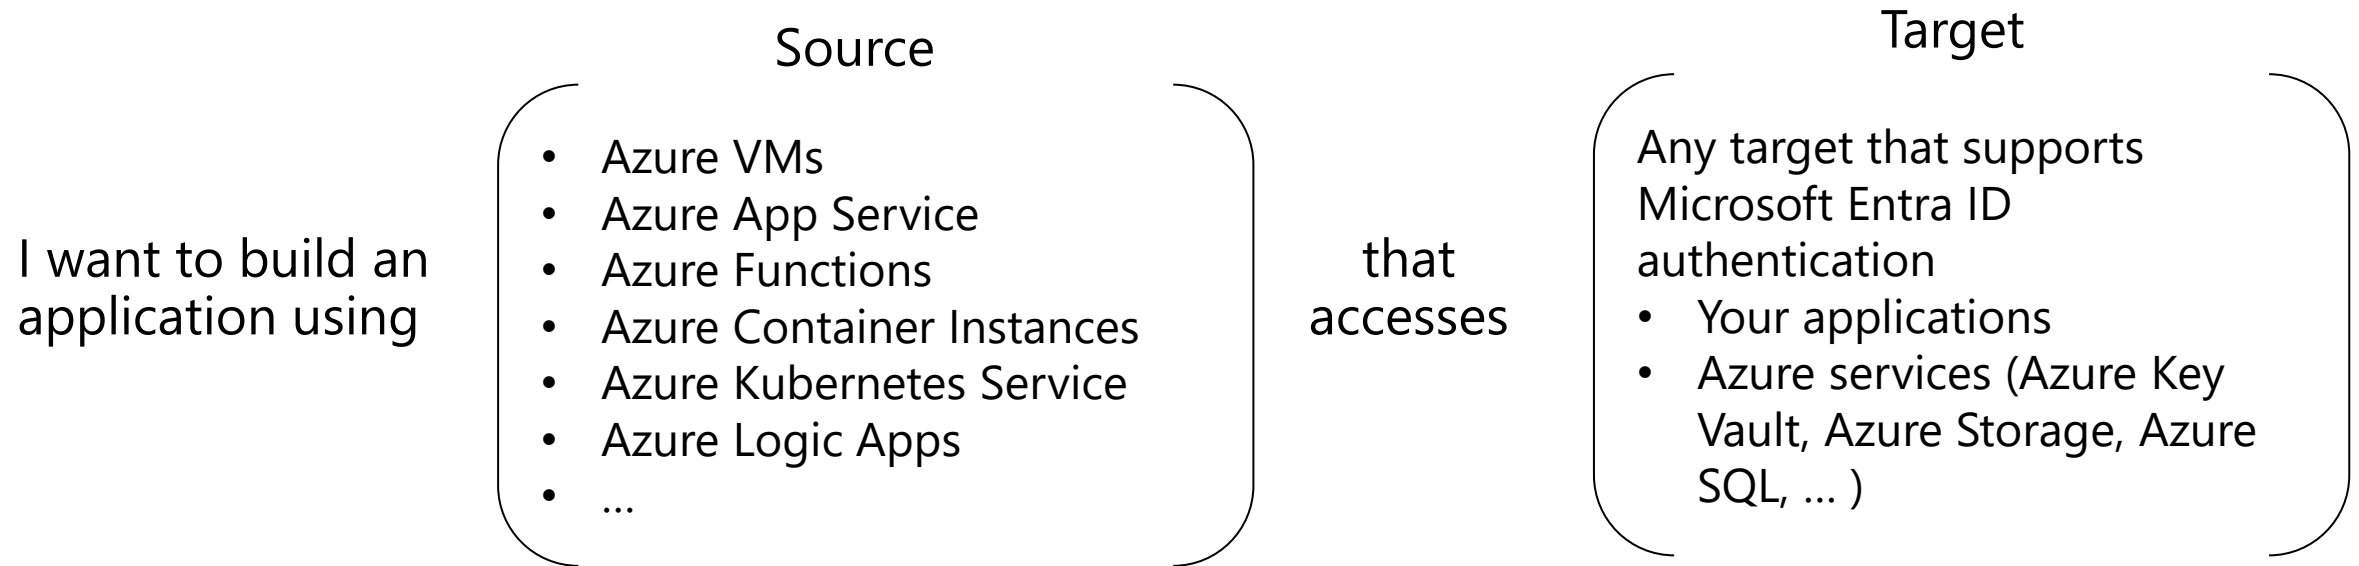 I want to build an
application using
Source
• Azure VMs
• Azure App Service
• Azure Functions
• Azure Container Instances
• Azure Kubernetes Service
• Azure Logic Apps
• ...
that
accesses
Target
Any target that supports
Microsoft Entra ID
authentication
• Your applications
• Azure services (Azure Key
Vault, Azure Storage, Azure
SQL, ... )